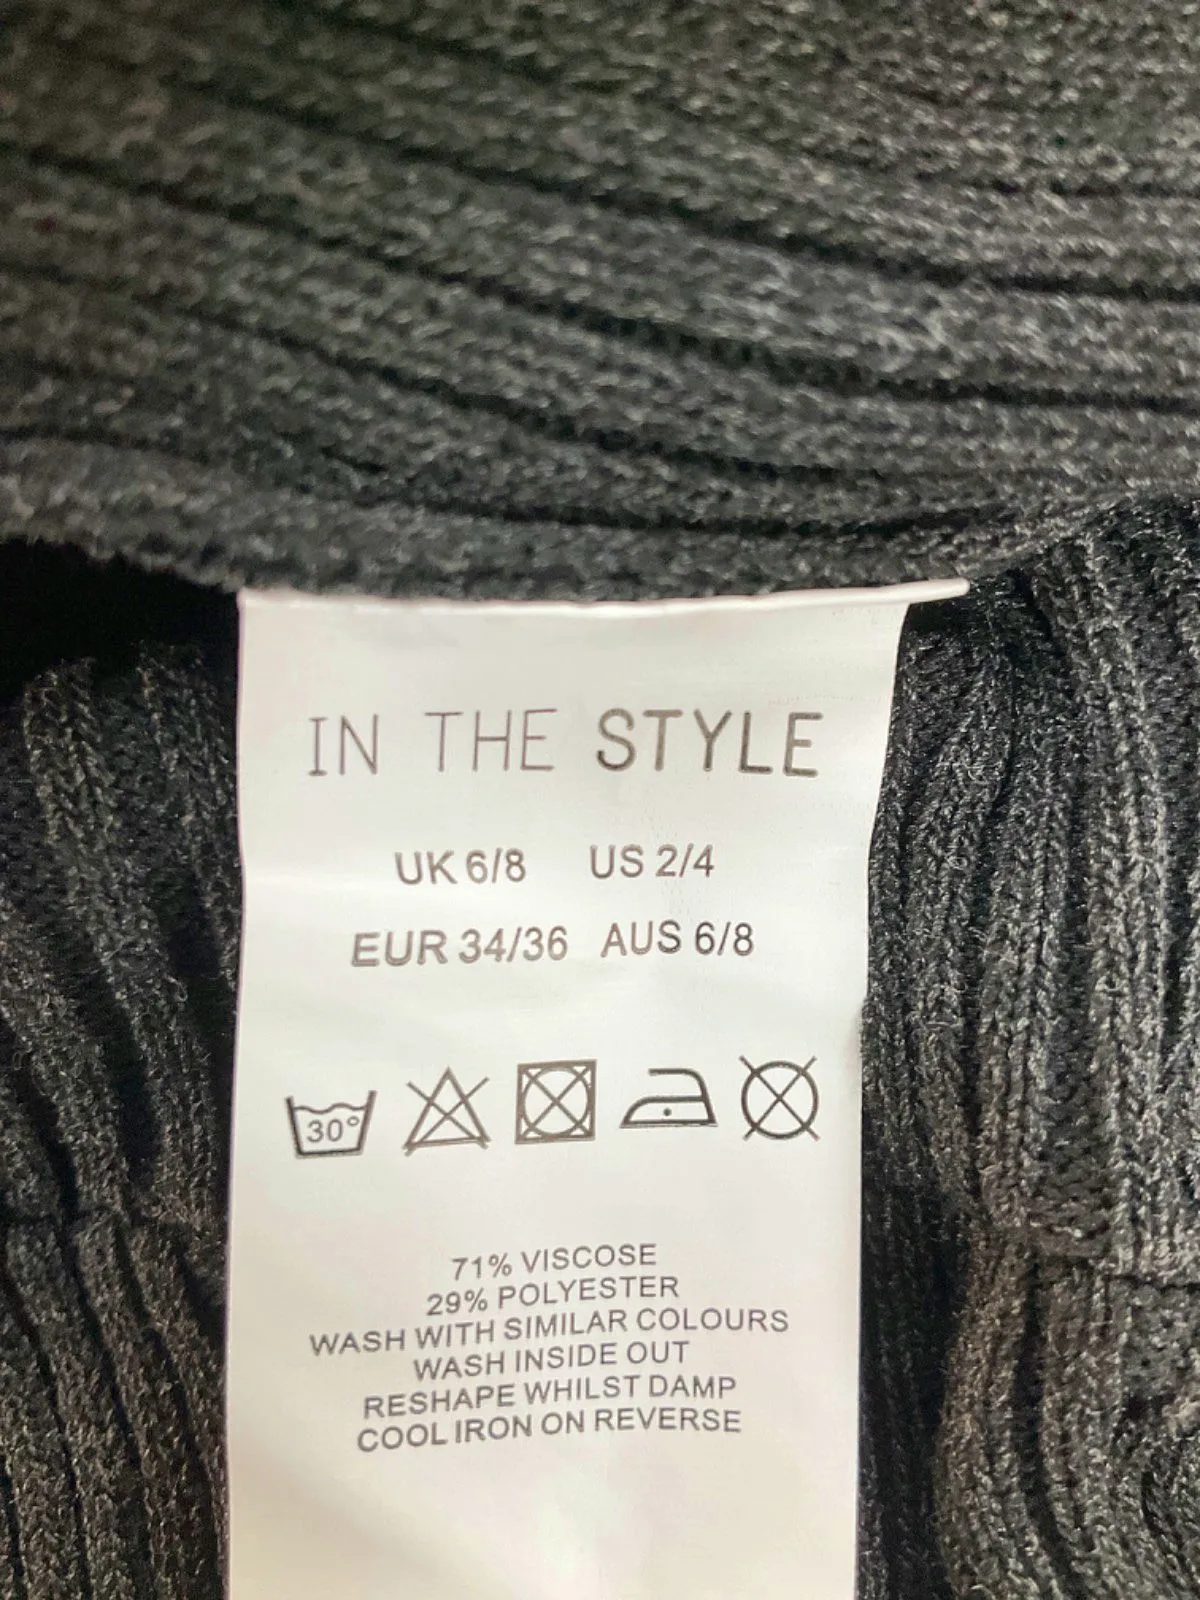 IN THE STYLE
UK 6/8 US 2/4
EUR 34/36 AUS 6/8
30°
71% VISCOSE
29% POLYESTER
WASH WITH SIMILAR COLOURS
WASH INSIDE OUT
RESHAPE WHILST DAMP
COOL IRON ON REVERSE